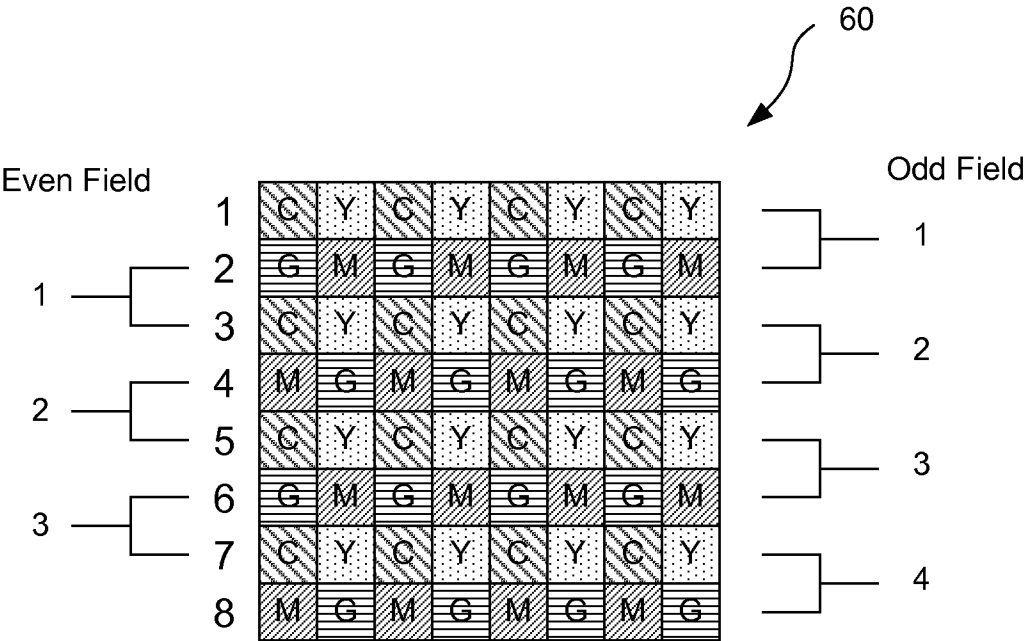 60
Even Field
Odd Field
1 C Y C Y C Y C Y
1
2 G M G M G M G M
1
3 C Y C Y C Y C Y
2
4 M G M G M G M G
2
5 C Y C Y C Y C Y
3
6 G M G M G M G M
3
7 C Y C Y C Y C Y
4
8 M G M G M G M G